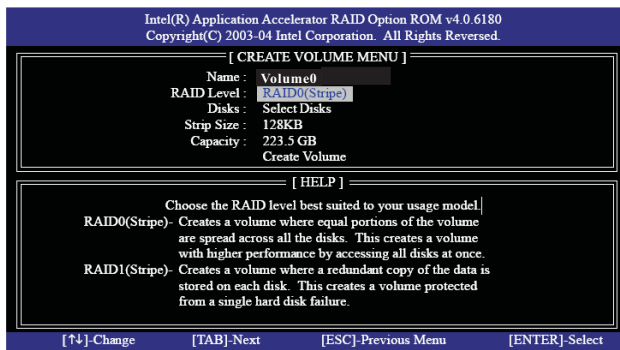 Intel(R) Application Accelerator RAID Option ROM v4.0.6180
Copyright(C) 2003-04 Intel Corporation. All Rights Reversed.
[ CREATE VOLUME MENU ]
Name : Volume0
RAID Level : RAID0(Stripe)
Disks : Select Disks
Strip Size : 128KB
Capacity : 223.5 GB
Create Volume
[ HELP ]
Choose the RAID level best suited to your usage model.
RAID0(Stripe)- Creates a volume where equal portions of the volume
are spread across all the disks. This creates a volume
with higher performance by accessing all disks at once.
RAID1(Stripe)- Creates a volume where a redundant copy of the data is
stored on each disk. This creates a volume protected
from a single hard disk failure.
[↑↓]-Change [TAB]-Next [ESC]-Previous Menu [ENTER]-Select